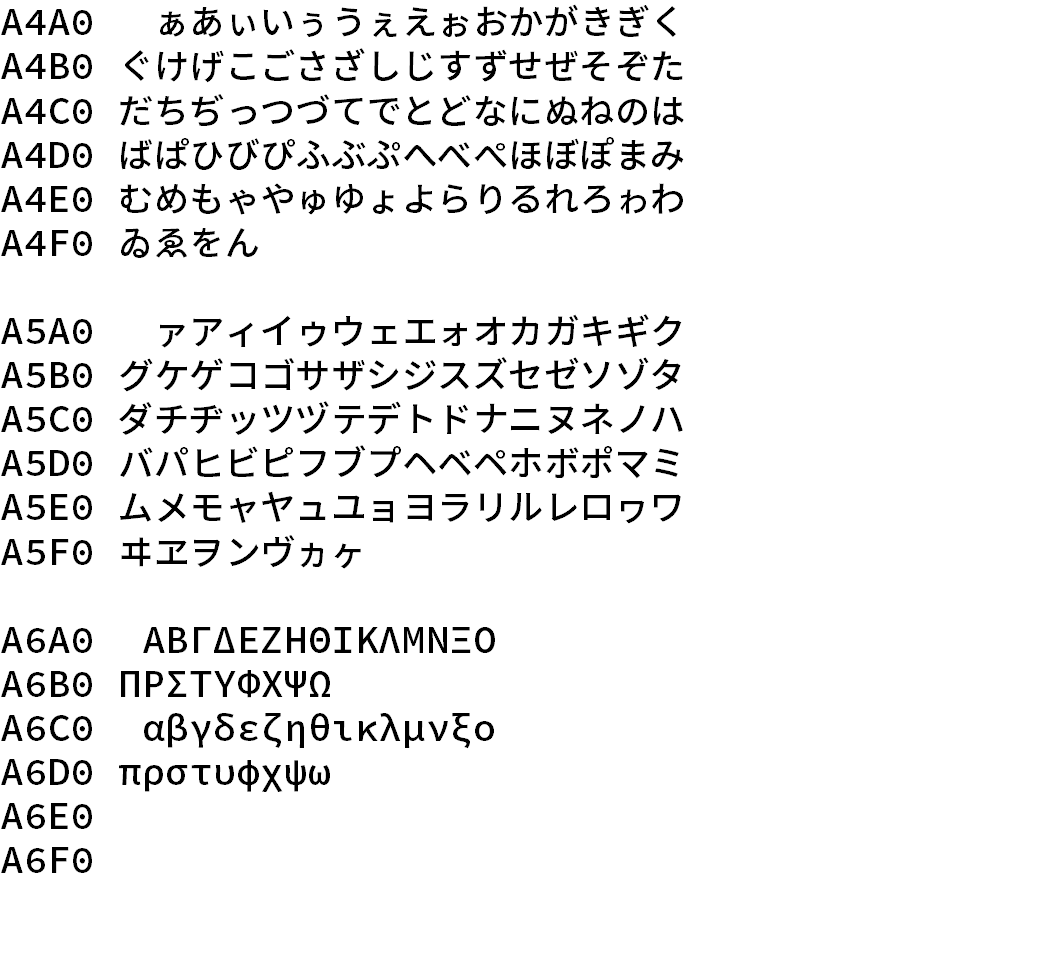 A4A0  ぁあぃいぅうぇえぉおかがきぎく
A4B0 ぐけげこごさざしじすずせぜそぞた
A4C0 だちぢっつづてでとどなにぬねのは
A4D0 ばぱひびぴふぶぷへべぺほぼぽまみ
A4E0 むめもゃやゅゆょよらりるれろゎわ
A4F0 ゐゑをん
A5A0  ァアィイゥウェエォオカガキギク
A5B0 グケゲコゴサザシジスズセゼソゾタ
A5C0 ダチヂッツヅテデトドナニヌネノハ
A5D0 バパヒビピフブプヘベペホボポマミ
A5E0 ムメモャヤュユョヨラリルレロヮワ
A5F0 ヰヱヲンヴヵヶ
A6A0  ΑΒΓΔΕΖΗΘΙΚΛΜΝΞΟ
A6B0 ΠΡΣΤΥΦΧΨΩ
A6C0  αβγδεζηθικλμνξο
A6D0 πρστυφχψω
A6E0
A6F0